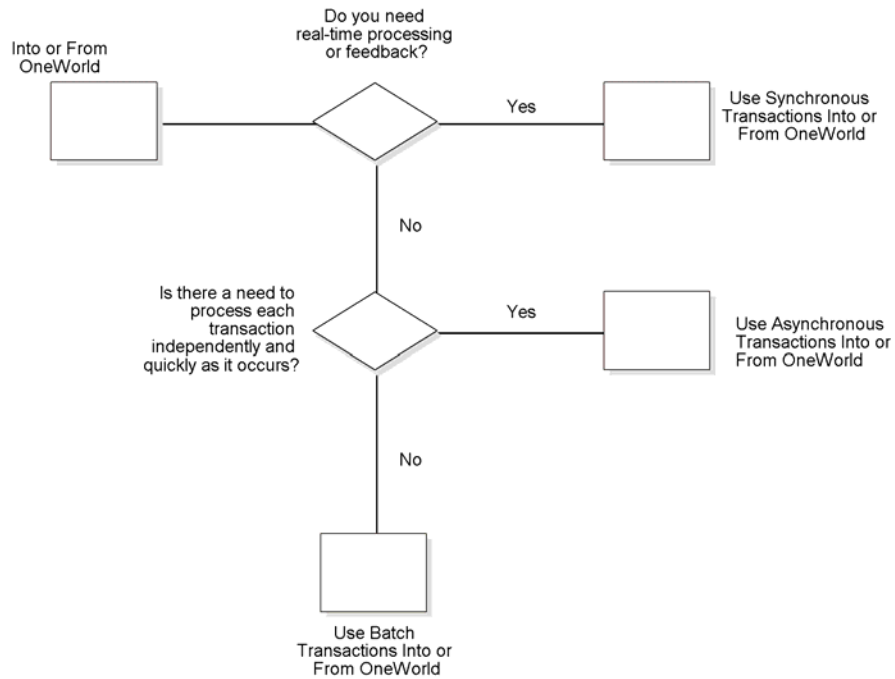 Do you need
real-time processing
or feedback?
Into or From
OneWorld
Yes
Use Synchronous
Transactions Into or
From OneWorld
No
Is there a need to
process each
transaction
independently and
quickly as it occurs?
Yes
Use Asynchronous
Transactions Into or
From OneWorld
No
Use Batch
Transactions Into or
From OneWorld